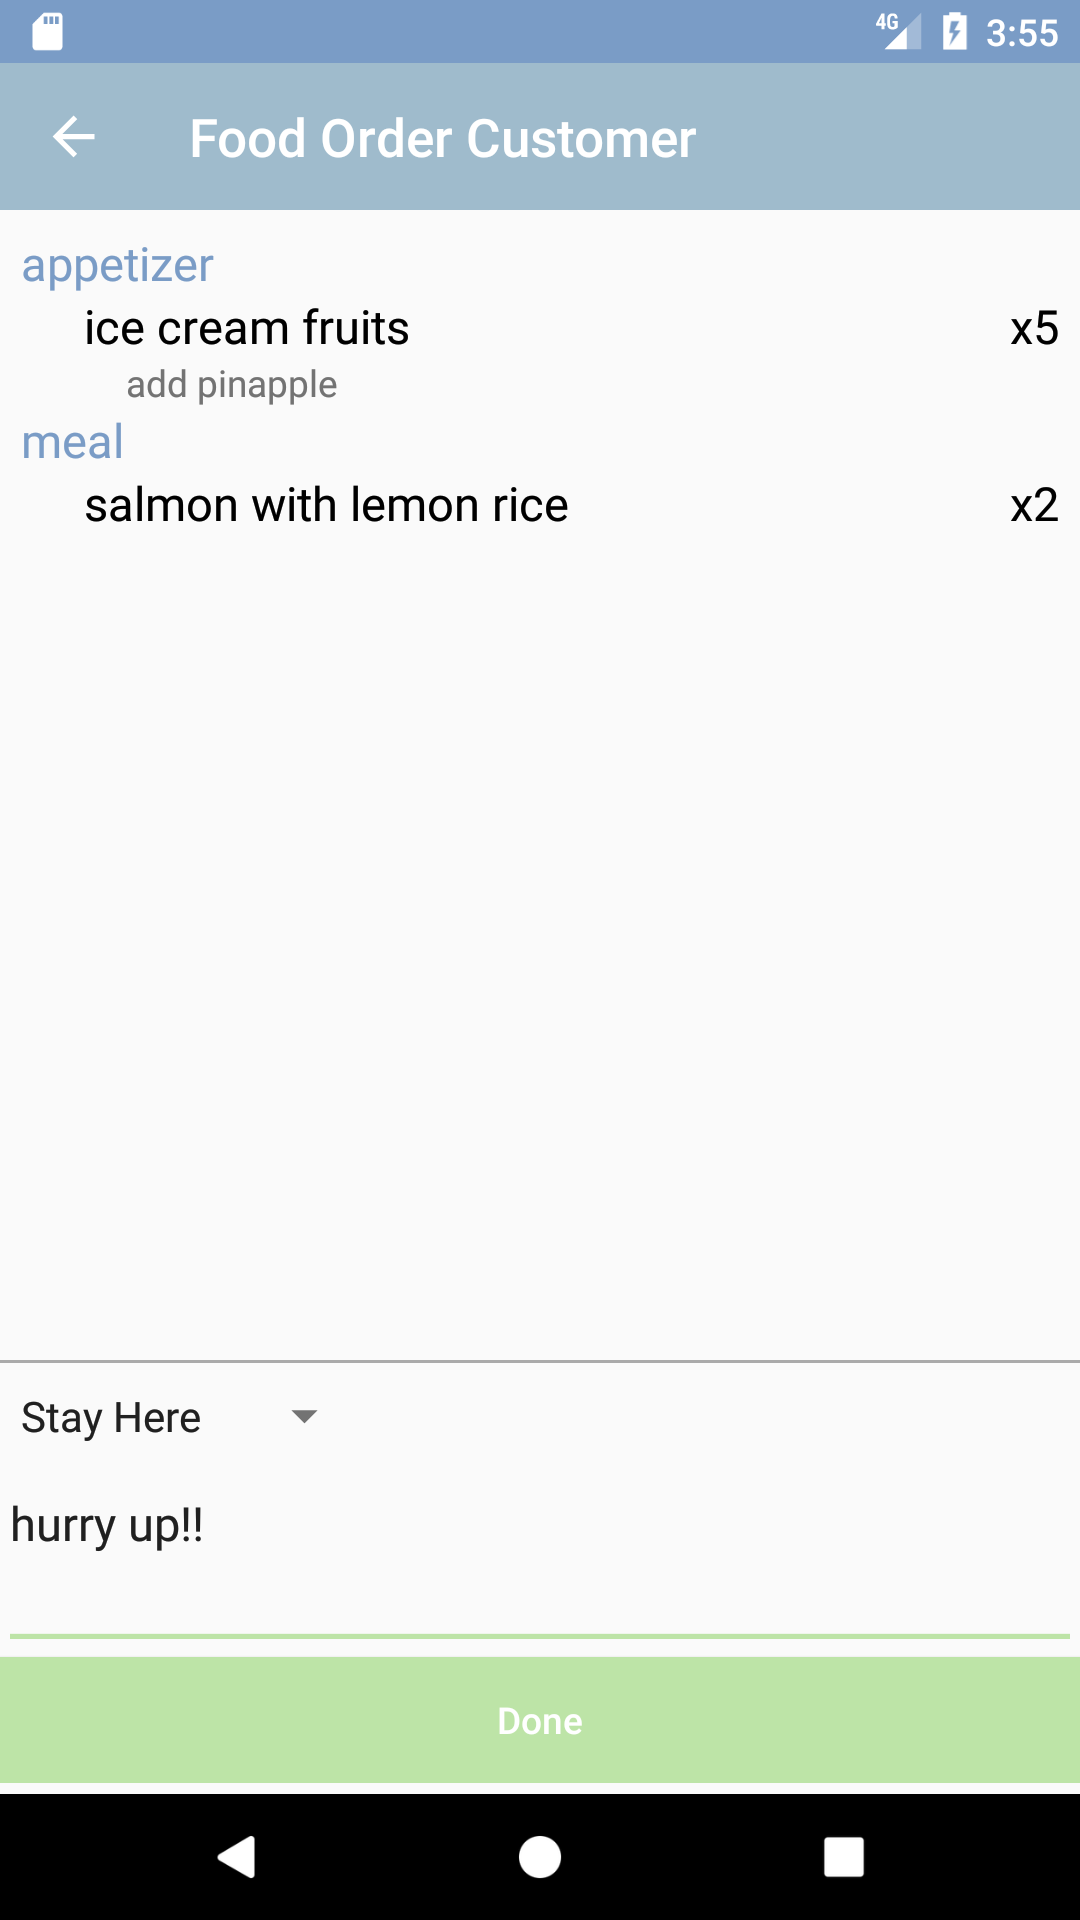 4G 3:55
Food Order Customer
appetizer
ice cream fruits x5
add pinapple
meal
salmon with lemon rice x2
Stay Here
hurry up!!
Done